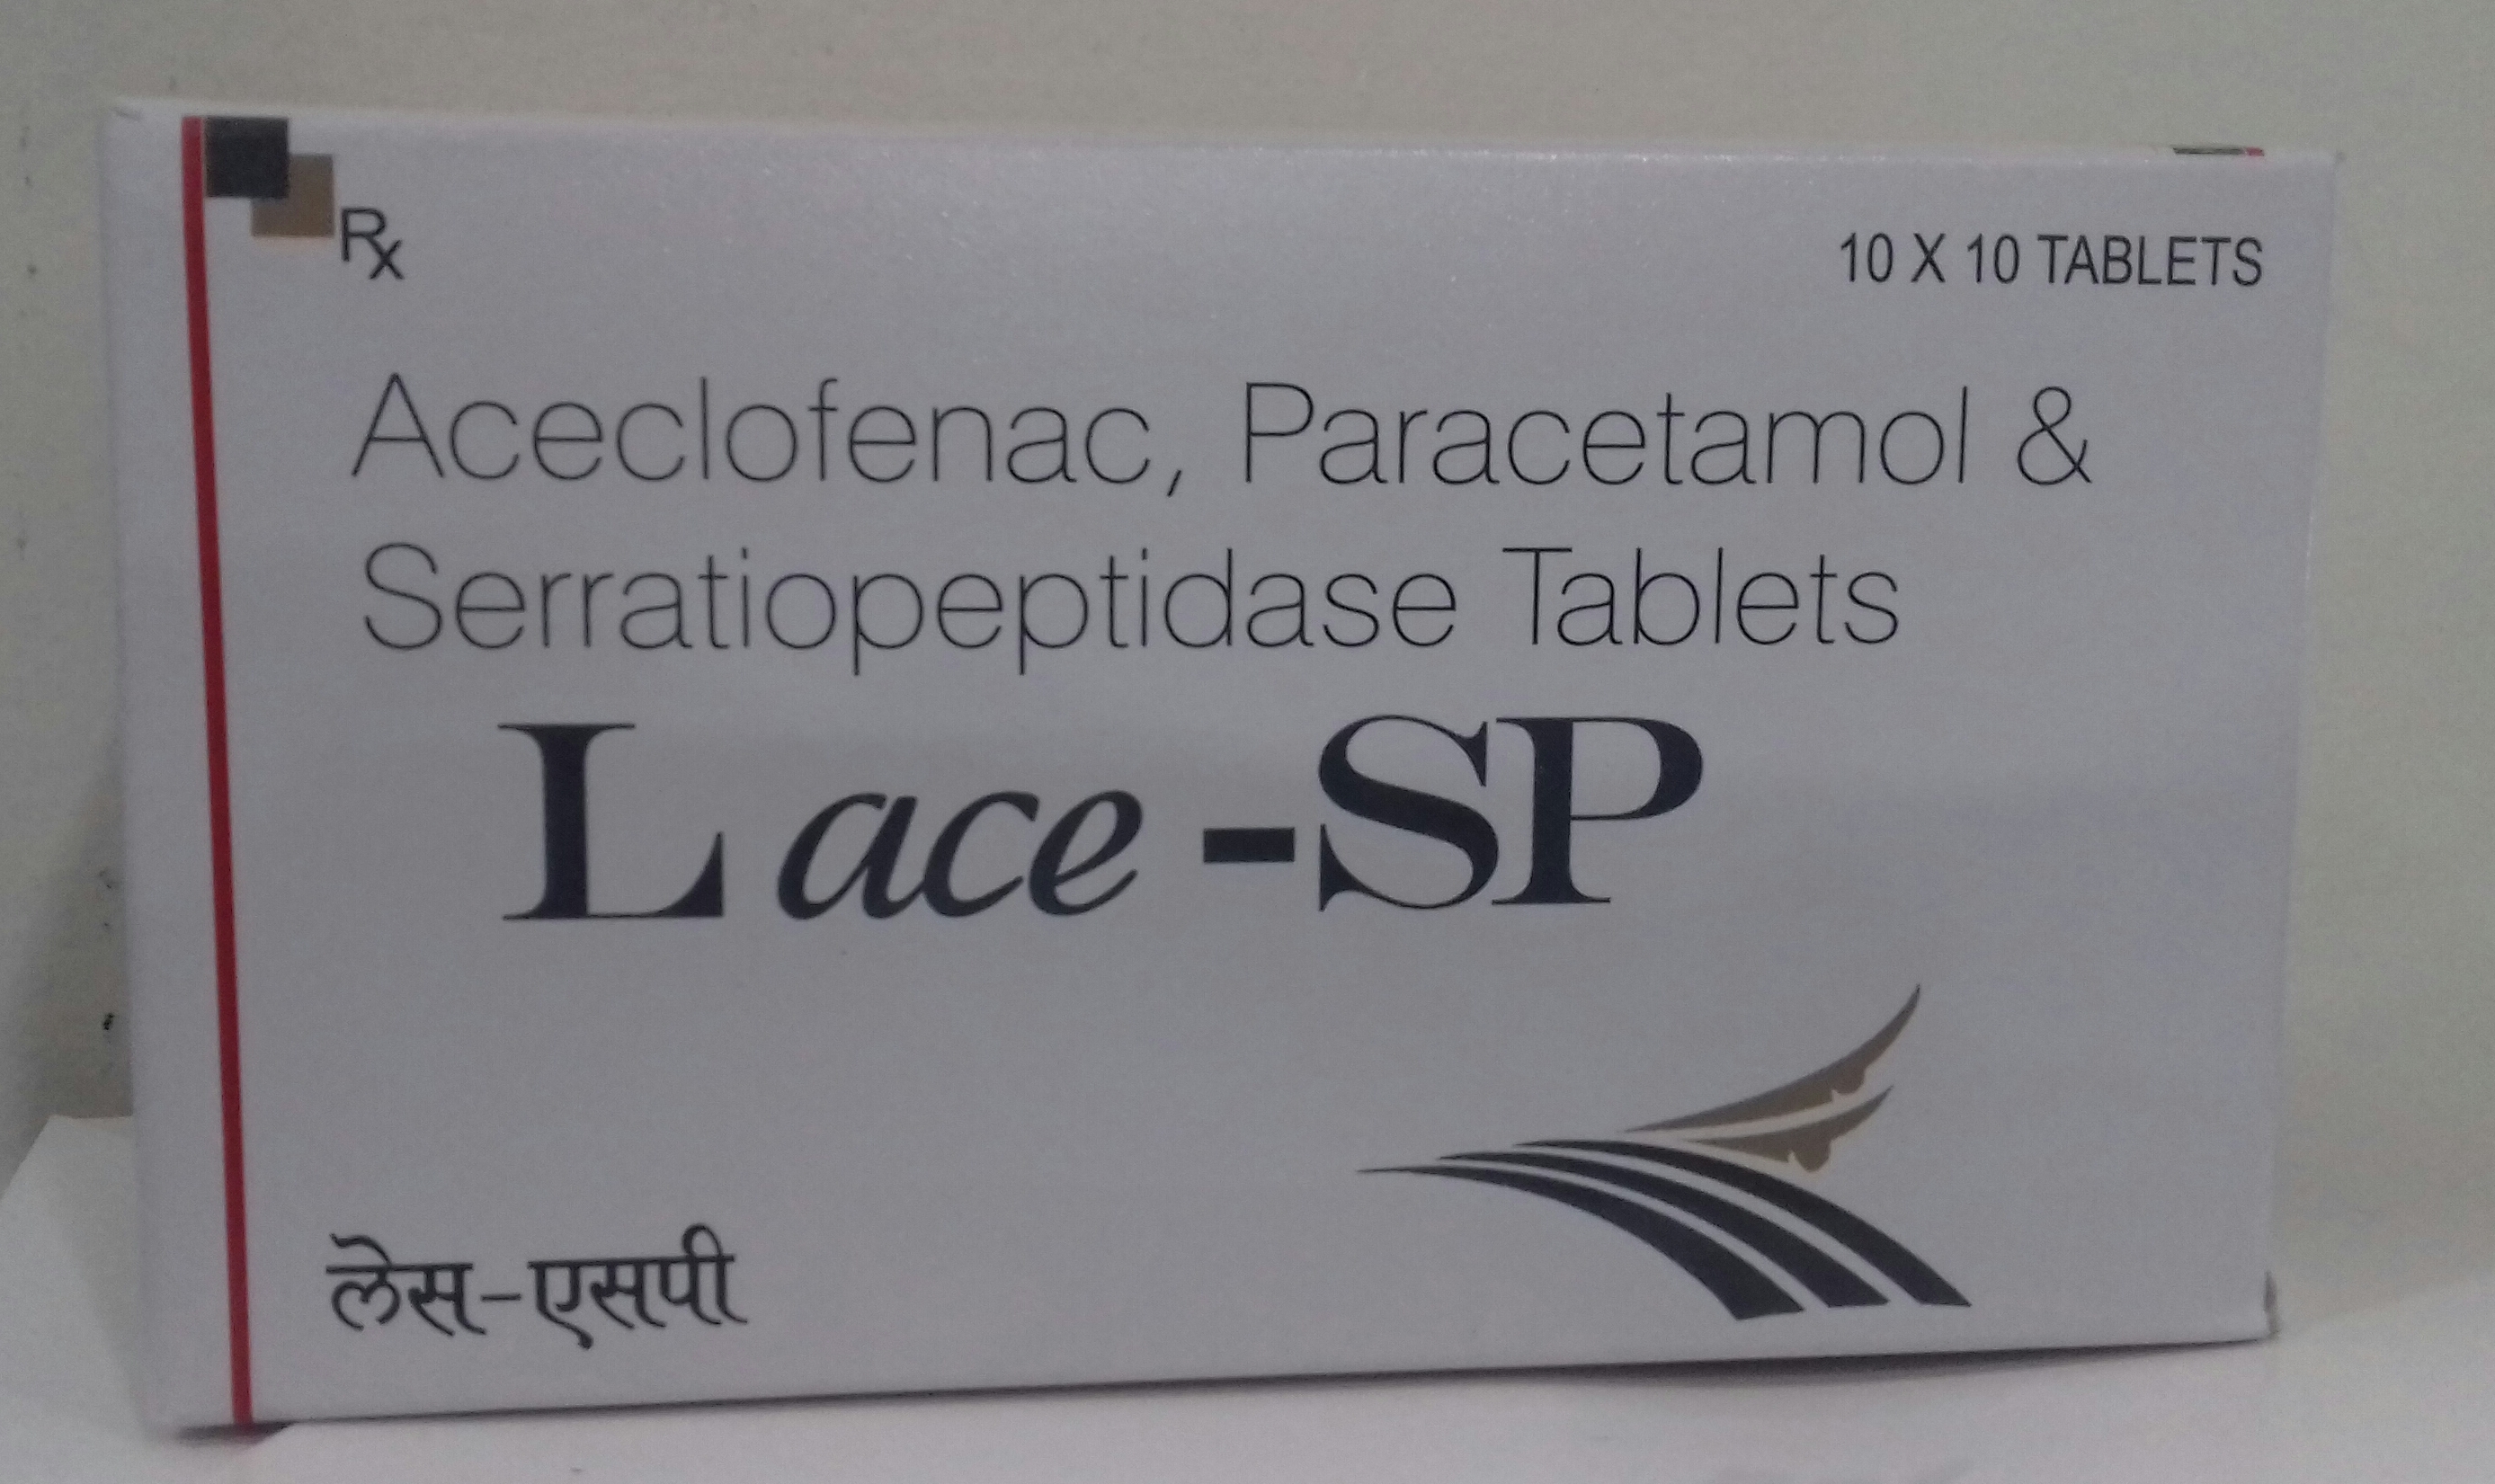 Rx
10 X 10 TABLETS
Aceclofenac, Paracetamol &
Serratiopeptidase Tablets
Lace-SP
लेस-एसपी